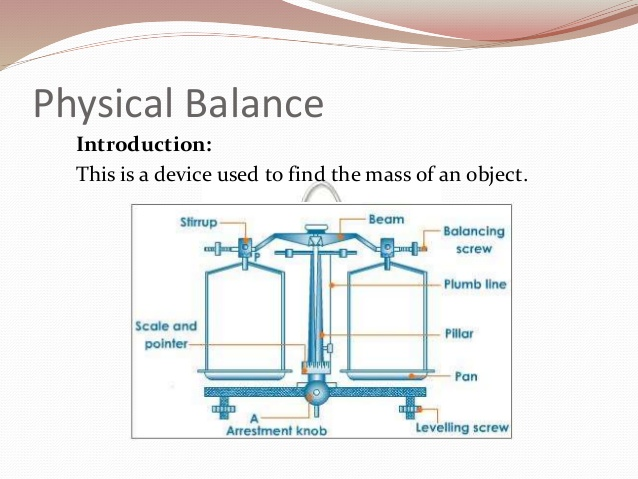 Physical Balance
Introduction:
This is a device used to find the mass of an object.
Stirrup
Beam
Balancing
screw
P
Plumb line
Scale and
pointer
Pillar
Pan
A
Arrestment knob
Levelling screw